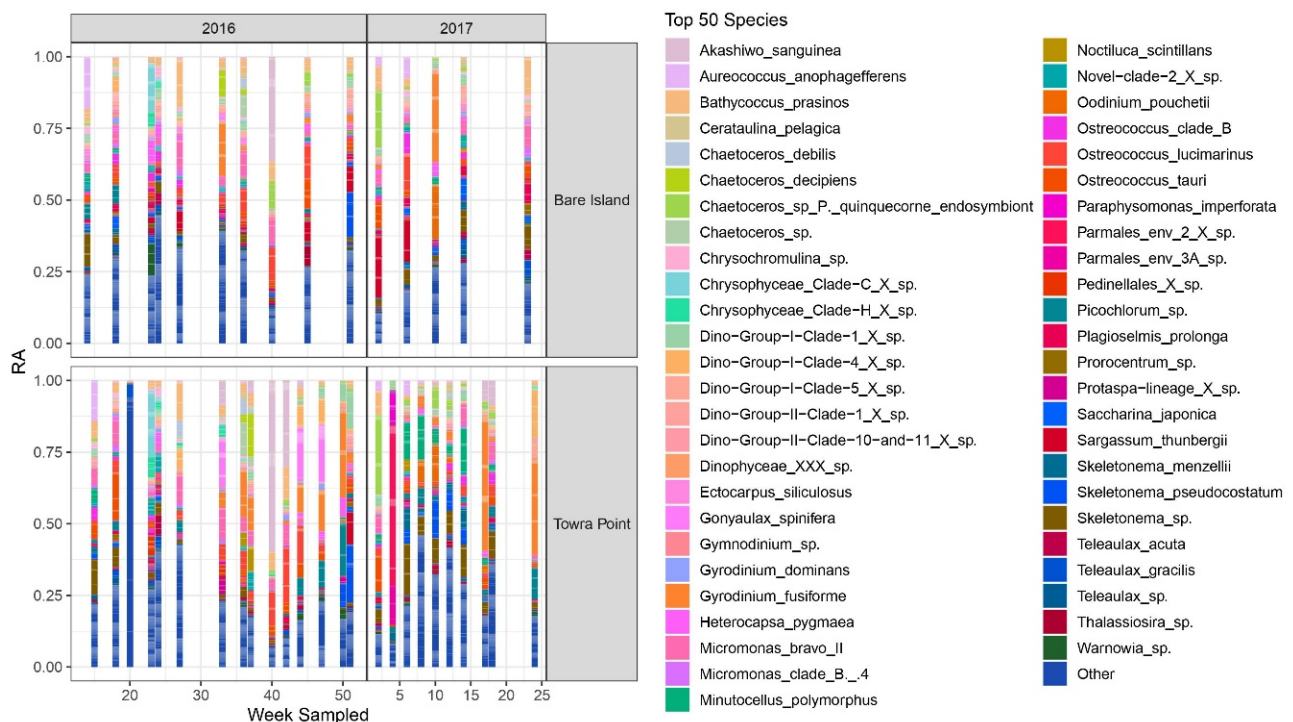 2016 2017
1.00
0.75
0.50
0.25
0.00
Bare Island
RA
1.00
0.75
0.50
0.25
0.00
Towra Point
20 30 40 50 5 10 15 20 25
Week Sampled
Top 50 Species
Akashiwo_sanguinea
Aureococcus_anophagefferens
Bathycoccus_prasinos
Cerataulina_pelagica
Chaetoceros_debilis
Chaetoceros_decipiens
Chaetoceros_sp_P._quinquecorne_endosymbiont
Chaetoceros_sp.
Chrysochromulina_sp.
Chrysophyceae_Clade−C_X_sp.
Chrysophyceae_Clade−H_X_sp.
Dino−Group−I−Clade−1_X_sp.
Dino−Group−I−Clade−4_X_sp.
Dino−Group−I−Clade−5_X_sp.
Dino−Group−II−Clade−1_X_sp.
Dino−Group−II−Clade−10−and−11_X_sp.
Dinophyceae_XXX_sp.
Ectocarpus_siliculosus
Gonyaulax_spinifera
Gymnodinium_sp.
Gyrodinium_dominans
Gyrodinium_fusiforme
Heterocapsa_pygmaea
Micromonas_bravo_II
Micromonas_clade_B._.4
Minutocellus_polymorphus
Noctiluca_scintillans
Novel−clade−2_X_sp.
Oodinium_pouchetii
Ostreococcus_clade_B
Ostreococcus_lucimarinus
Ostreococcus_tauri
Paraphysomonas_imperforata
Parmales_env_2_X_sp.
Parmales_env_3A_sp.
Pedinellales_X_sp.
Picochlorum_sp.
Plagioselmis_prolonga
Prorocentrum_sp.
Protaspa−lineage_X_sp.
Saccharina_japonica
Sargassum_thunbergii
Skeletonema_menzellii
Skeletonema_pseudocostatum
Skeletonema_sp.
Teleaulax_acuta
Teleaulax_gracilis
Teleaulax_sp.
Thalassiosira_sp.
Warnowia_sp.
Other